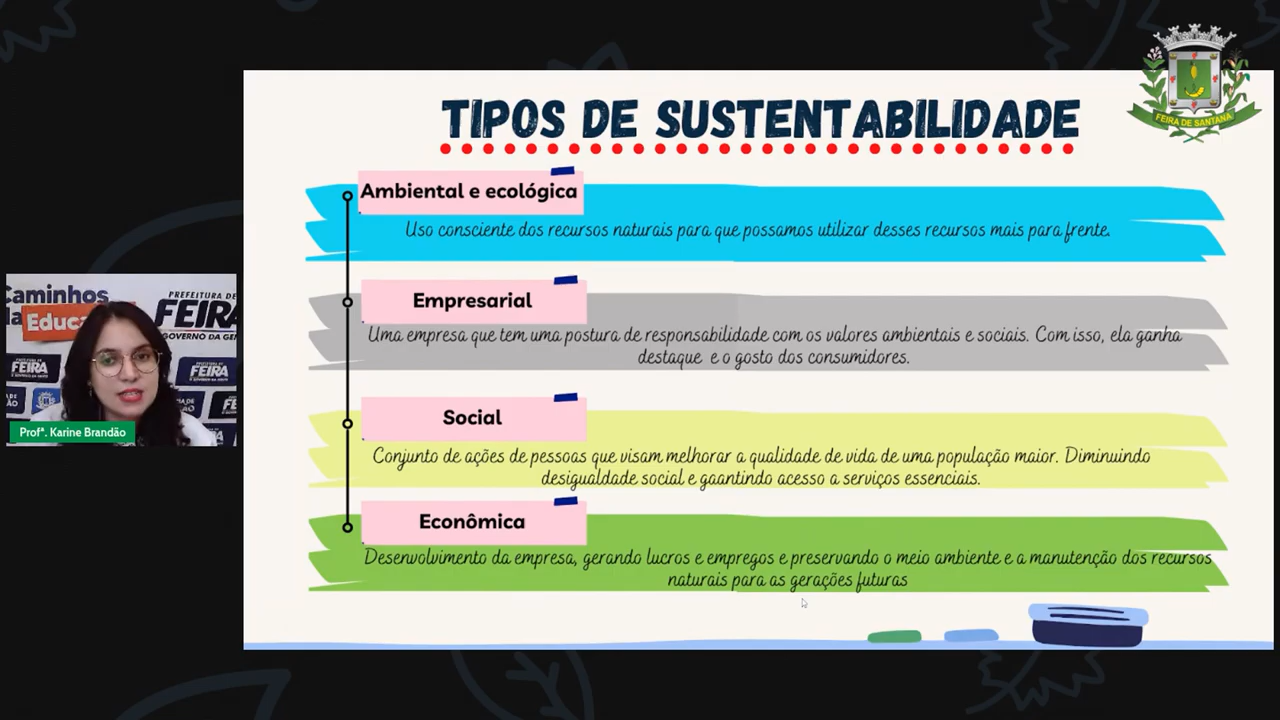 TIPOS DE SUSTENTABILIDADE
FEIRA DE SANTANA
Ambiental e ecológica
Uso consciente dos recursos naturais para que possamos utilizar desses recursos mais para frente.
Empresarial
Uma empresa que tem uma postura de responsabilidade com os valores ambientais e sociais. Com isso, ela ganha
destaque e o gosto dos consumidores.
Social
Conjunto de ações de pessoas que visam melhorar a qualidade de vida de uma população maior. Diminuindo
desigualdade social e gaantindo acesso a serviços essenciais.
Econômica
Desenvolvimento da empresa, gerando lucros e empregos e preservando o meio ambiente e a manutenção dos recursos
naturais para as gerações futuras
Caminhos
da Educa
PREFEITURA DE
FEIRA
GOVERNO DA GEN
FEIRA
FEIRA
Profª. Karine Brandão